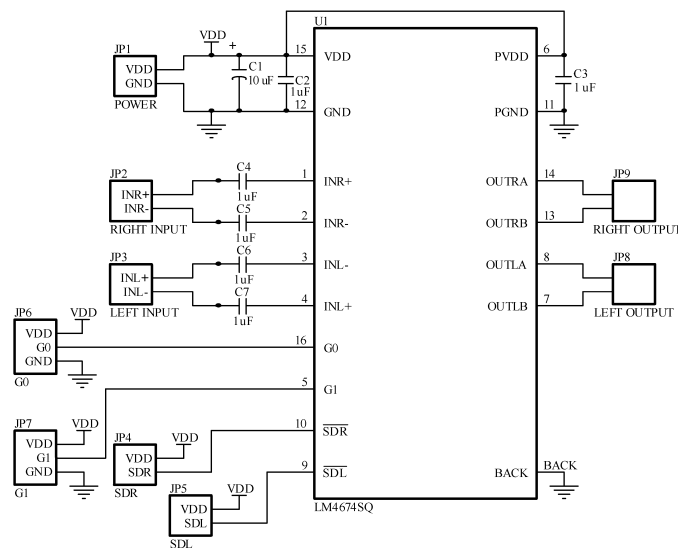 U1
JP1
VDD
+
15
VDD
PVDD
6
VDD
GND
C1
10 uF
C2
1uF
C3
1 uF
POWER
12
GND
PGND
11
JP2
C4
1
INR+
OUTRA
14
JP9
INR+
INR-
1uF
C5
2
INR-
OUTRB
13
RIGHT INPUT
1uF
RIGHT OUTPUT
JP3
C6
3
INL-
OUTLA
8
JP8
INL+
INL-
1uF
C7
4
INL+
OUTLB
7
LEFT INPUT
1uF
LEFT OUTPUT
JP6
VDD
VDD
G0
GND
16
G0
G0
5
G1
JP7
VDD
VDD
G1
GND
G1
JP4
VDD
10
SDR
VDD
SDR
SDR
9
SDL
BACK
BACK
JP5
VDD
VDD
SDL
SDL
LM4674SQ